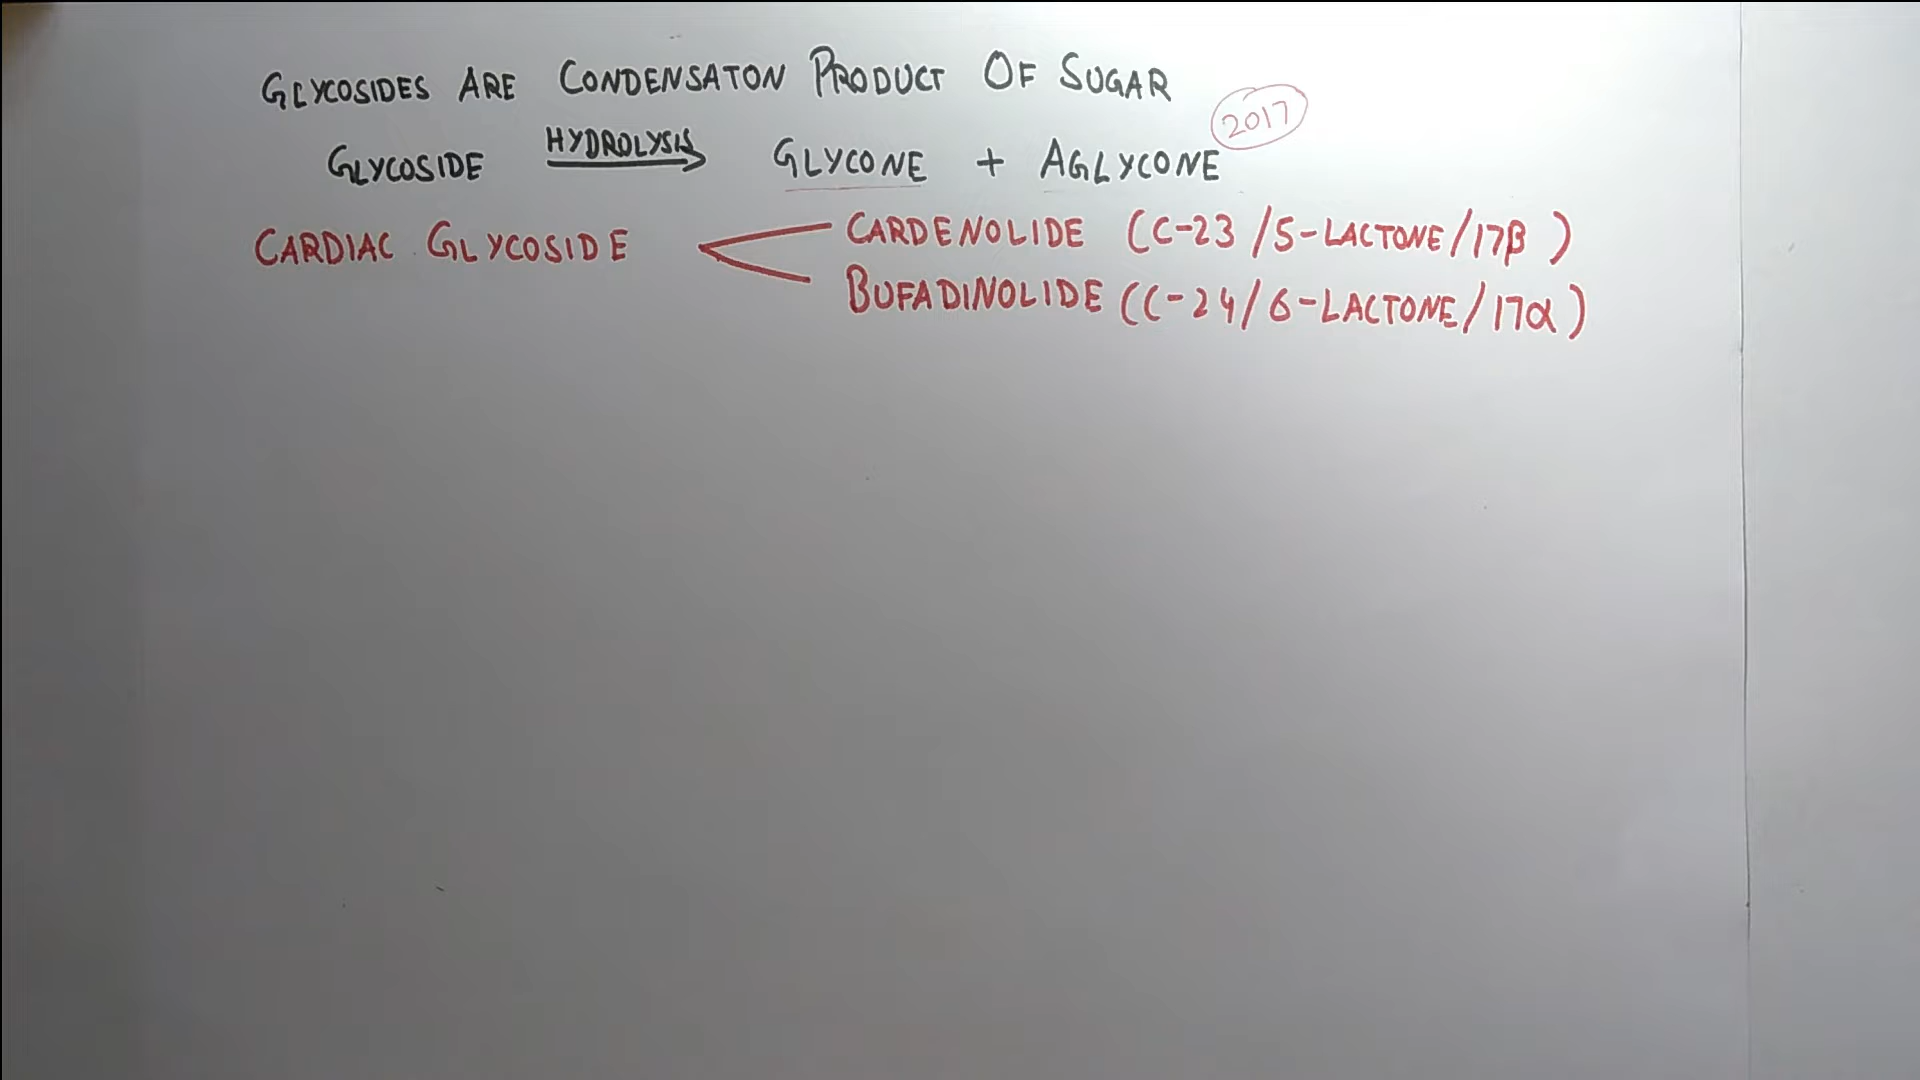 GLYCOSIDES ARE CONDENSATON PRODUCT OF SUGAR
2017
GLYCOSIDE HYDROLYSIS GLYCONE + AGLYCONE
CARDIAC GLYCOSIDE CARDENOLIDE (C-23/5-LACTONE/17β)
BUFADINOLIDE ((-24/6-LACTONE/17α)